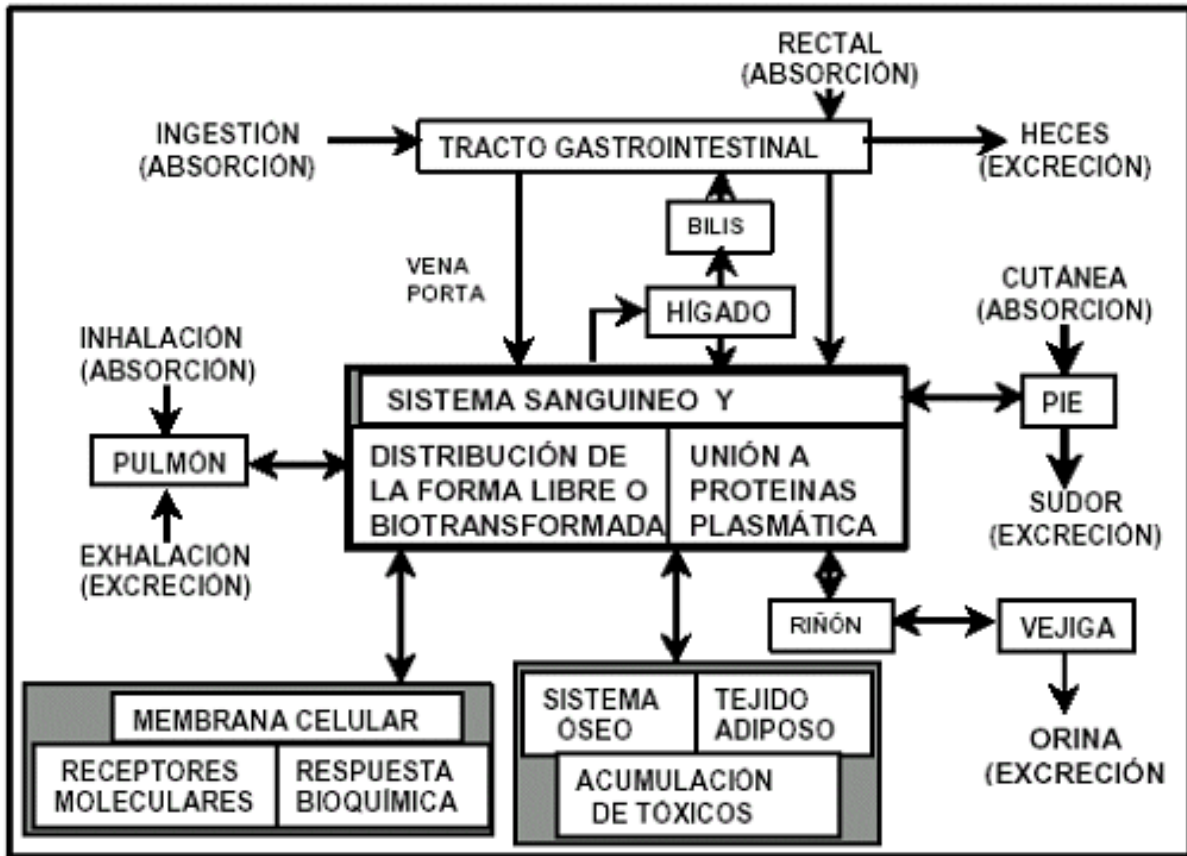 RECTAL
(ABSORCIÓN)
INGESTIÓN
(ABSORCIÓN)
TRACTO GASTROINTESTINAL
HECES
(EXCRECIÓN)
BILIS
VENA
PORTA
HÍGADO
CUTÁNEA
(ABSORCION)
INHALACIÓN
(ABSORCIÓN)
SISTEMA SANGUINEO Y
PIE
PULMÓN
DISTRIBUCIÓN DE
LA FORMA LIBRE O
BIOTRANSFORMADA
UNIÓN A
PROTEINAS
PLASMÁTICA
SUDOR
(EXCRECIÓN)
EXHALACIÓN
(EXCRECIÓN)
RIÑÓN
VEJIGA
MEMBRANA CELULAR
RECEPTORES
MOLECULARES
RESPUESTA
BIOQUÍMICA
SISTEMA
ÓSEO
TEJIDO
ADIPOSO
ACUMULACIÓN
DE TÓXICOS
ORINA
(EXCRECIÓN